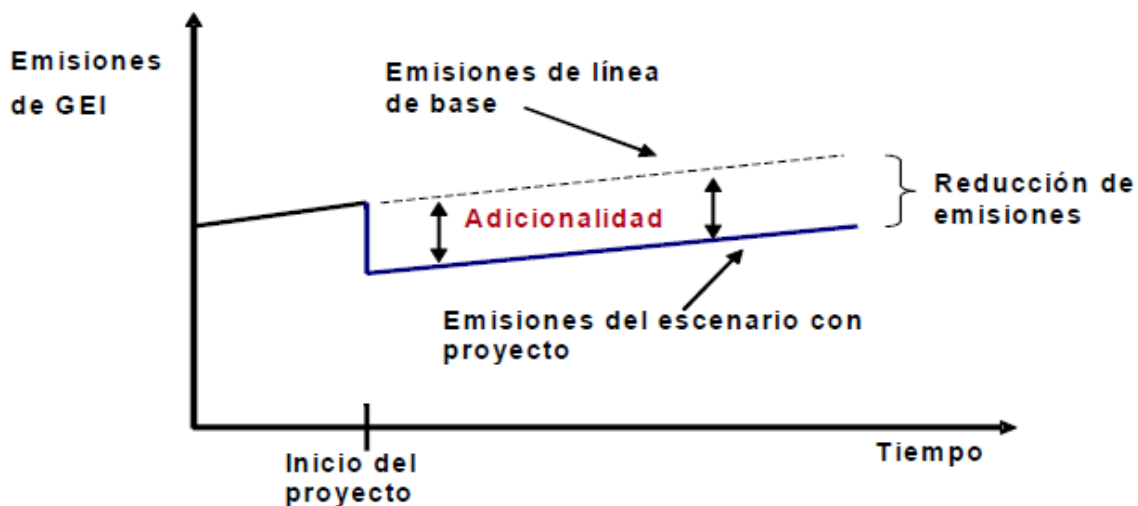 Emisiones
de GEI
Emisiones de línea
de base
Adicionalidad
Reducción de
emisiones
Emisiones del escenario con
proyecto
Inicio del
proyecto
Tiempo